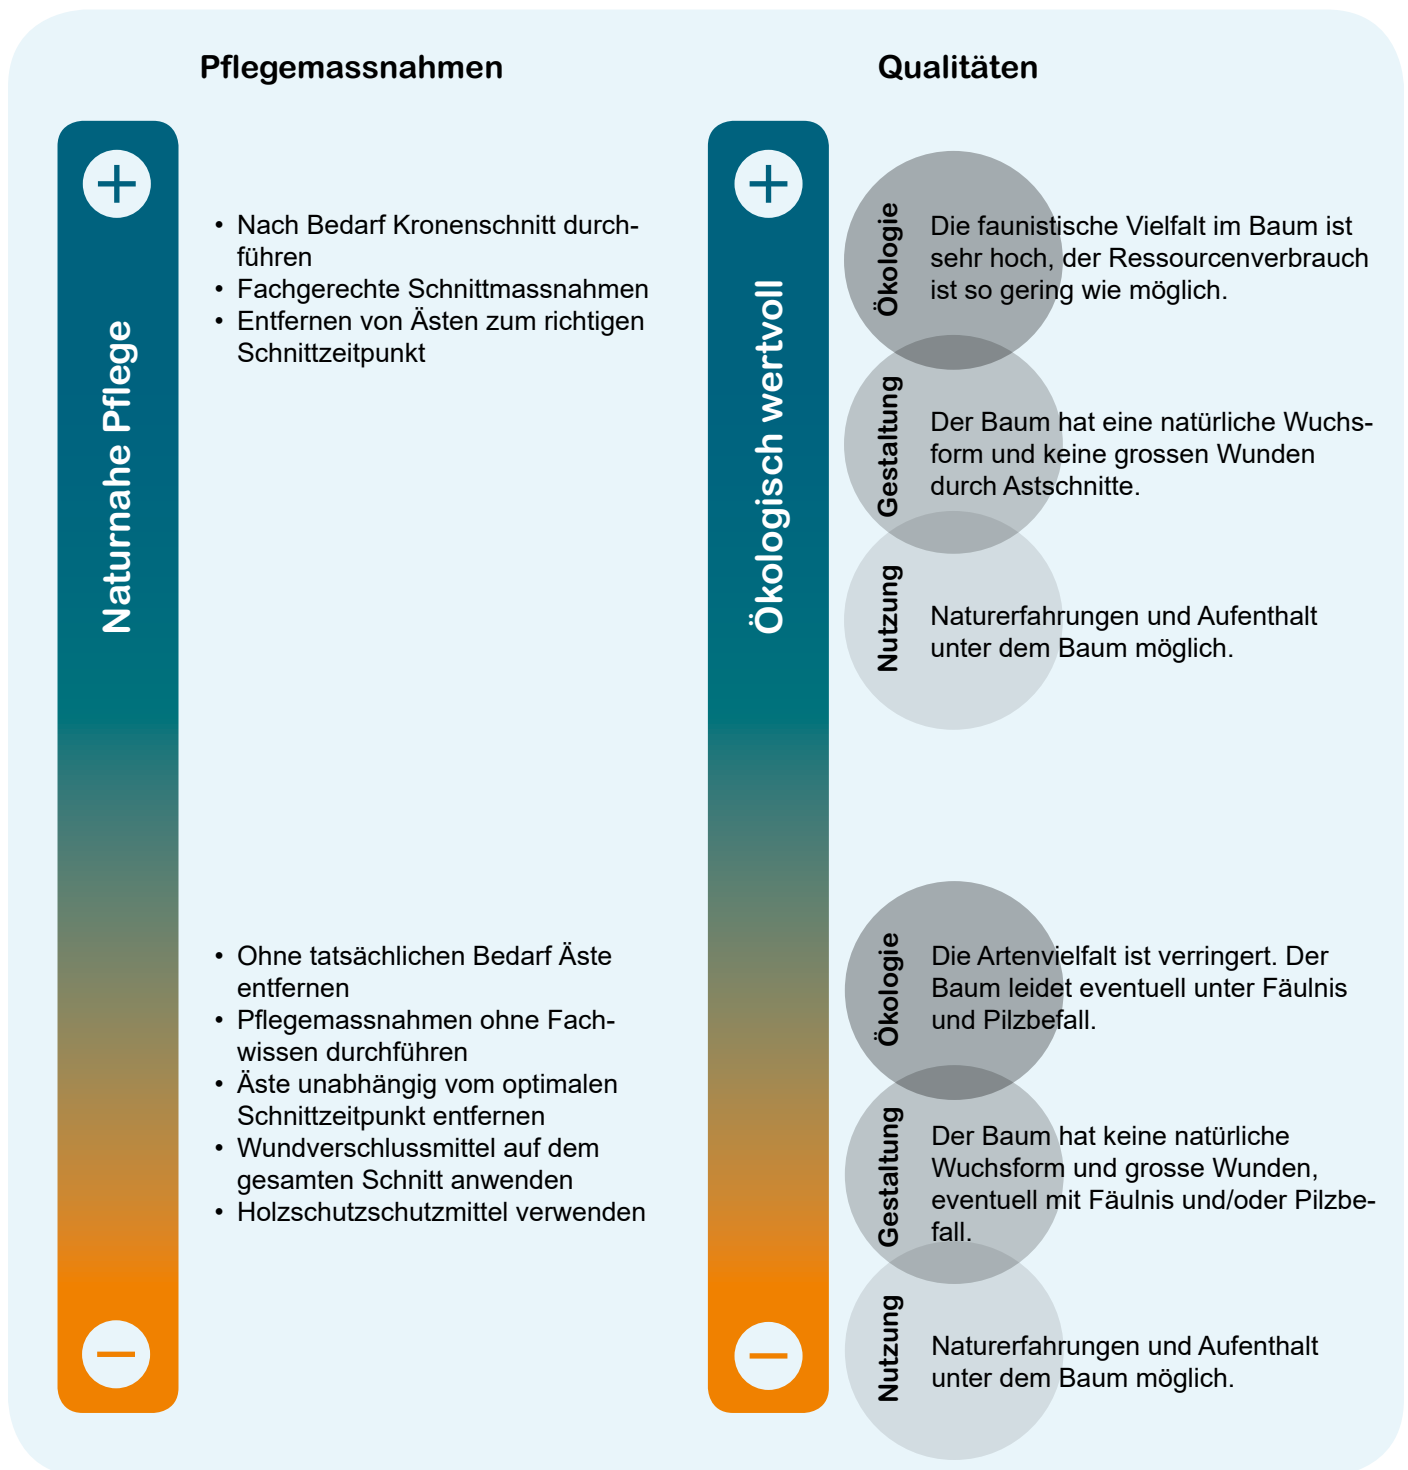 Pflegemassnahmen
Qualitäten
Naturnahe Pflege
• Nach Bedarf Kronenschnitt durch-
führen
• Fachgerechte Schnittmassnahmen
• Entfernen von Ästen zum richtigen
Schnittzeitpunkt
• Ohne tatsächlichen Bedarf Äste
entfernen
• Pflegemassnahmen ohne Fach-
wissen durchführen
• Äste unabhängig vom optimalen
Schnittzeitpunkt entfernen
• Wundverschlussmittel auf dem
gesamten Schnitt anwenden
• Holzschutzschutzmittel verwenden
Ökologisch wertvoll
Ökologie
Die faunistische Vielfalt im Baum ist
sehr hoch, der Ressourcenverbrauch
ist so gering wie möglich.
Gestaltung
Der Baum hat eine natürliche Wuchs-
form und keine grossen Wunden
durch Astschnitte.
Nutzung
Naturerfahrungen und Aufenthalt
unter dem Baum möglich.
Ökologie
Die Artenvielfalt ist verringert. Der
Baum leidet eventuell unter Fäulnis
und Pilzbefall.
Gestaltung
Der Baum hat keine natürliche
Wuchsform und grosse Wunden,
eventuell mit Fäulnis und/oder Pilzbe-
fall.
Nutzung
Naturerfahrungen und Aufenthalt
unter dem Baum möglich.